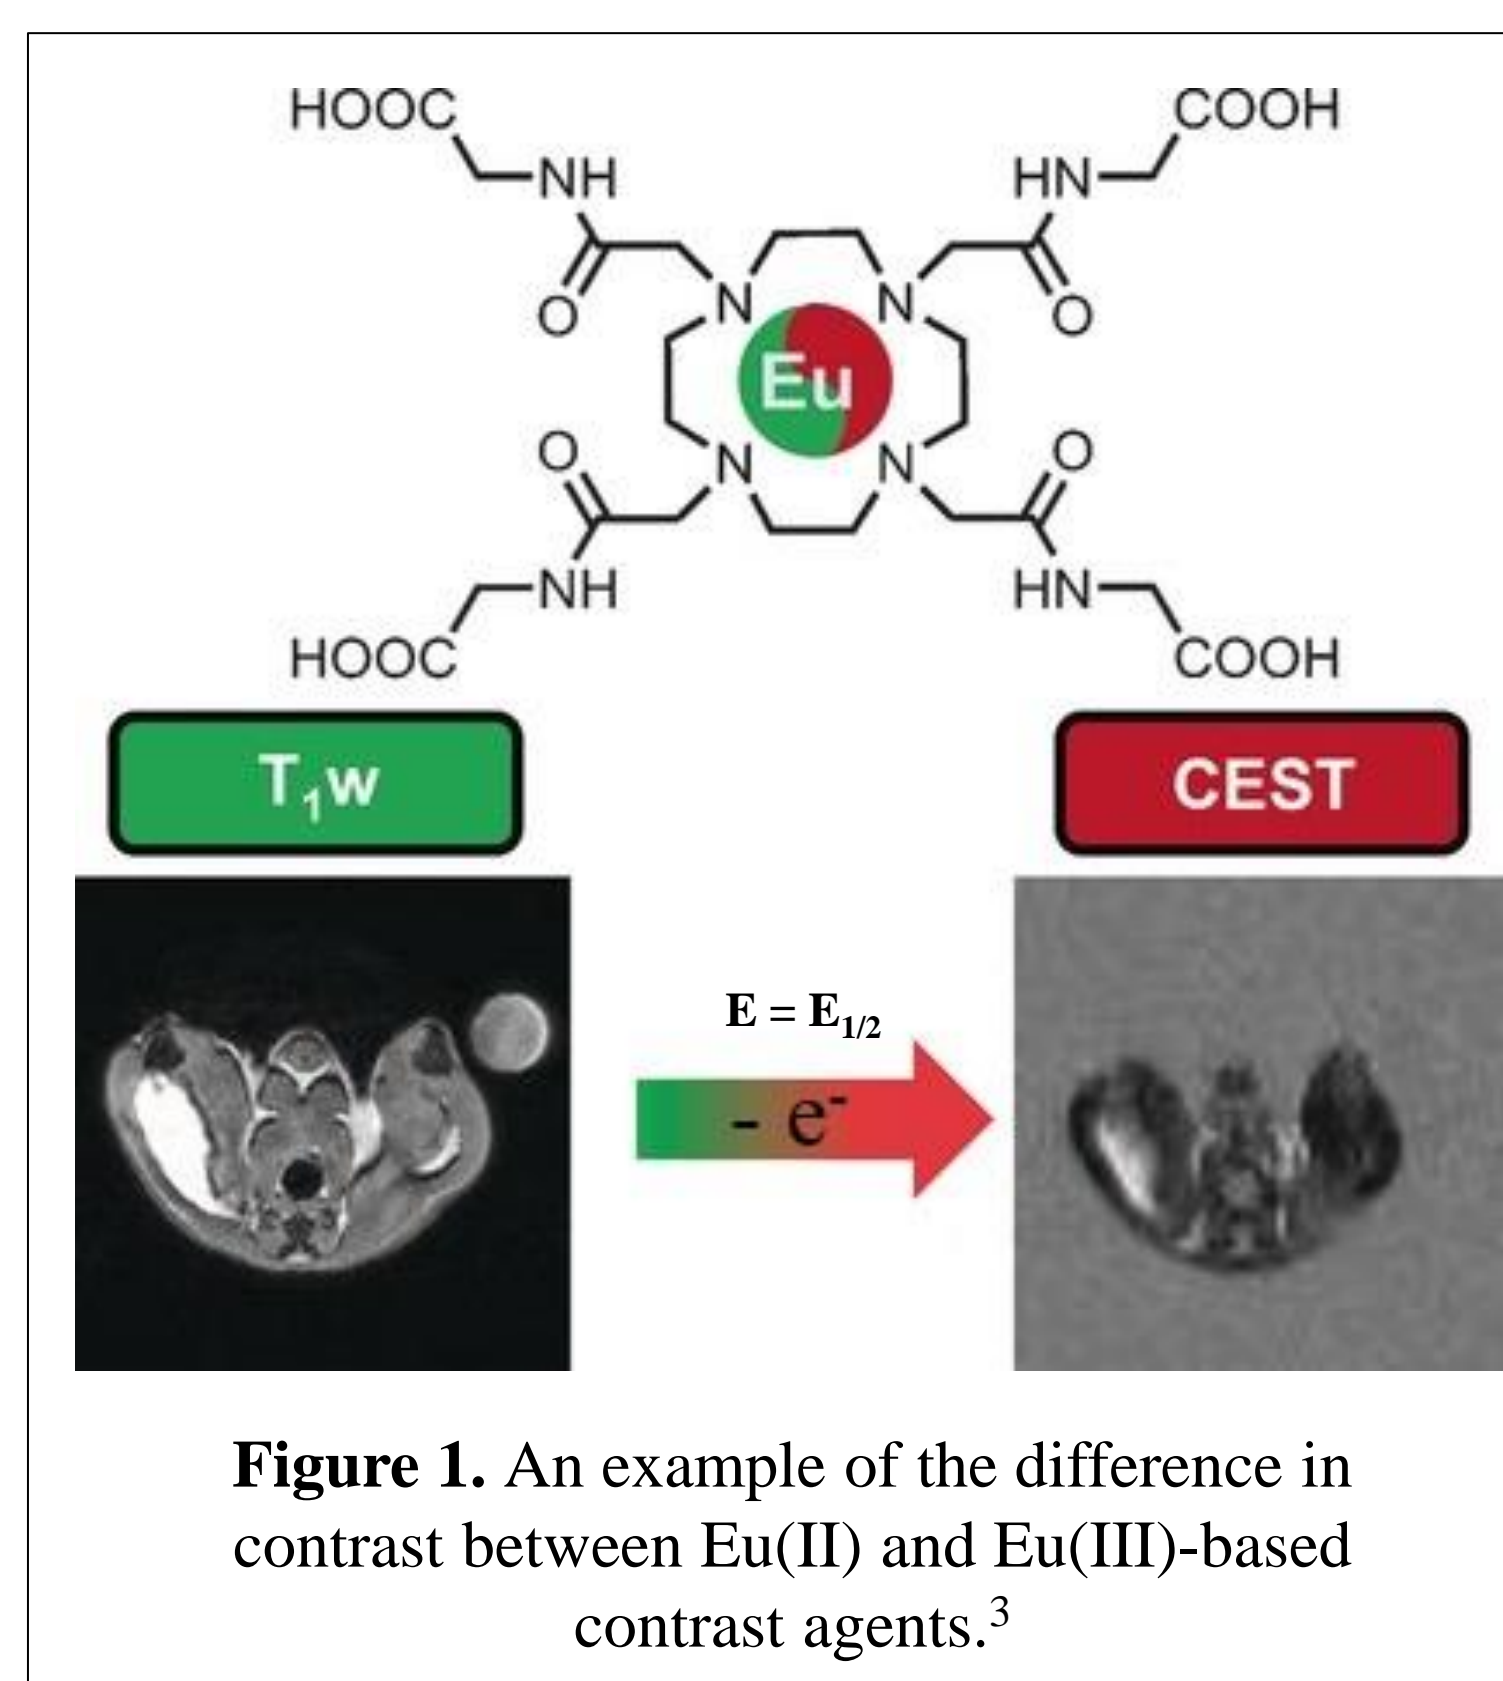 HOOC COOH
NH HN
O N N O
Eu
O N N O
NH HN
HOOC COOH
T₁w CEST
E = E₁/₂
- e⁻
Figure 1. An example of the difference in
contrast between Eu(II) and Eu(III)-based
contrast agents.³